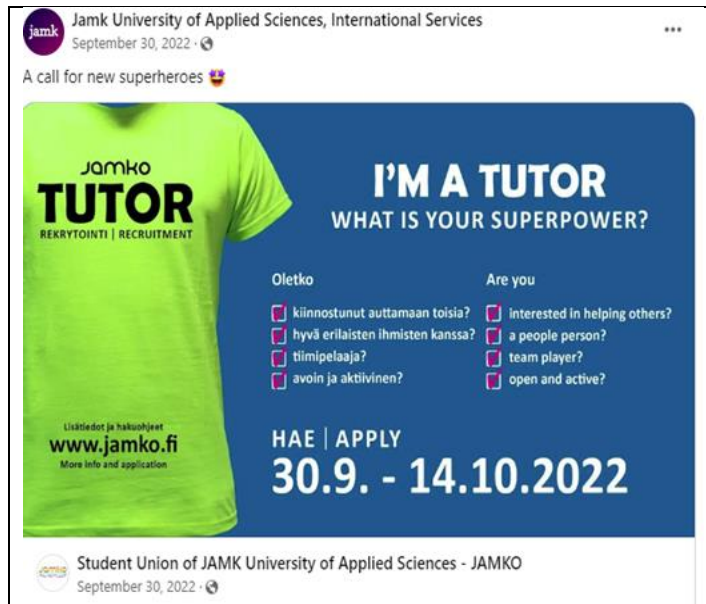 jamk
Jamk University of Applied Sciences, International Services
September 30, 2022 ·
A call for new superheroes
JAMKO
TUTOR
REKRYTOINTI | RECRUITMENT
Lisätiedot ja hakuohjeet
www.jamko.fi
More info and application
I'M A TUTOR
WHAT IS YOUR SUPERPOWER?
Oletko
kiinnostunut auttamaan toisia?
hyvä erilaisten ihmisten kanssa?
tiimipelaaja?
avoin ja aktiivinen?
Are you
interested in helping others?
a people person?
team player?
open and active?
HAE | APPLY
30.9. - 14.10.2022
Student Union of JAMK University of Applied Sciences - JAMKO
September 30, 2022 ·